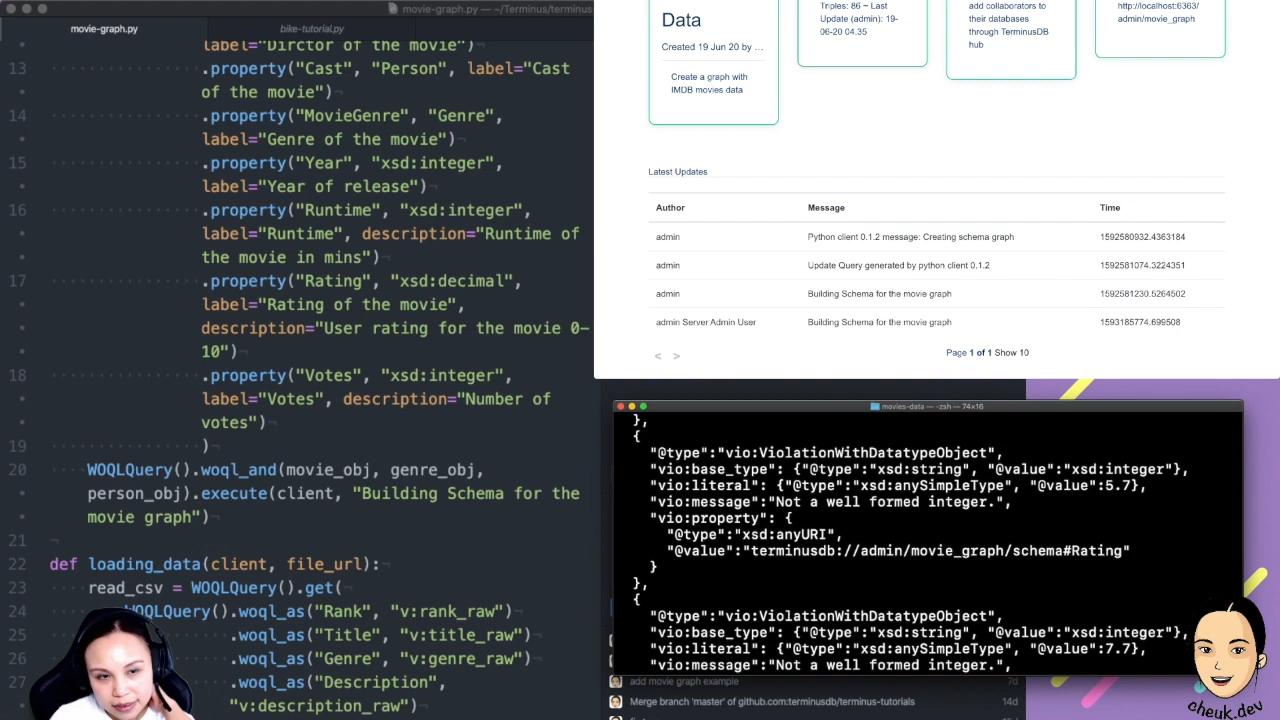 movie-graph.py — ~/Terminus/terminus
movie-graph.py
bike-tutorial.py
label="Dirctor of the movie")
13 .property("Cast", "Person", label="Cast
of the movie")
14 .property("MovieGenre", "Genre",
label="Genre of the movie")
15 .property("Year", "xsd:integer",
label="Year of release")
16 .property("Runtime", "xsd:integer",
label="Runtime", description="Runtime of
the movie in mins")
17 .property("Rating", "xsd:decimal",
label="Rating of the movie",
description="User rating for the movie 0-
10")
18 .property("Votes", "xsd:integer",
label="Votes", description="Number of
votes")
19 )
20 WOQLQuery().woql_and(movie_obj, genre_obj,
person_obj).execute(client, "Building Schema for the
movie graph")
21
22 def loading_data(client, file_url):
23 read_csv = WOQLQuery().get(
24 WOQLQuery().woql_as("Rank", "v:rank_raw")
25 .woql_as("Title", "v:title_raw")
26 .woql_as("Genre", "v:genre_raw")
27 .woql_as("Description",
"v:description_raw")
Data
Created 19 Jun 20 by ...
Create a graph with
IMDB movies data
Triples: 86 ~ Last
Update (admin): 19-
06-20 04.35
add collaborators to
their databases
through TerminusDB
hub
http://localhost:6363/
admin/movie_graph
Latest Updates
Author Message Time
admin Python client 0.1.2 message: Creating schema graph 1592580932.4363184
admin Update Query generated by python client 0.1.2 1592581074.3224351
admin Building Schema for the movie graph 1592581230.5264502
admin Server Admin User Building Schema for the movie graph 1593185774.699508
< > Page 1 of 1 Show 10
movies-data — -zsh — 74×16
},
{
"@type":"vio:ViolationWithDatatypeObject",
"vio:base_type": {"@type":"xsd:string", "@value":"xsd:integer"},
"vio:literal": {"@type":"xsd:anySimpleType", "@value":5.7},
"vio:message":"Not a well formed integer.",
"vio:property": {
"@type":"xsd:anyURI",
"@value":"terminusdb://admin/movie_graph/schema#Rating"
}
},
{
"@type":"vio:ViolationWithDatatypeObject",
"vio:base_type": {"@type":"xsd:string", "@value":"xsd:integer"},
"vio:literal": {"@type":"xsd:anySimpleType", "@value":7.7},
"vio:message":"Not a well formed integer.",
add movie graph example 7d
Merge branch 'master' of github.com:terminusdb/terminus-tutorials 14d
cheuk.dev